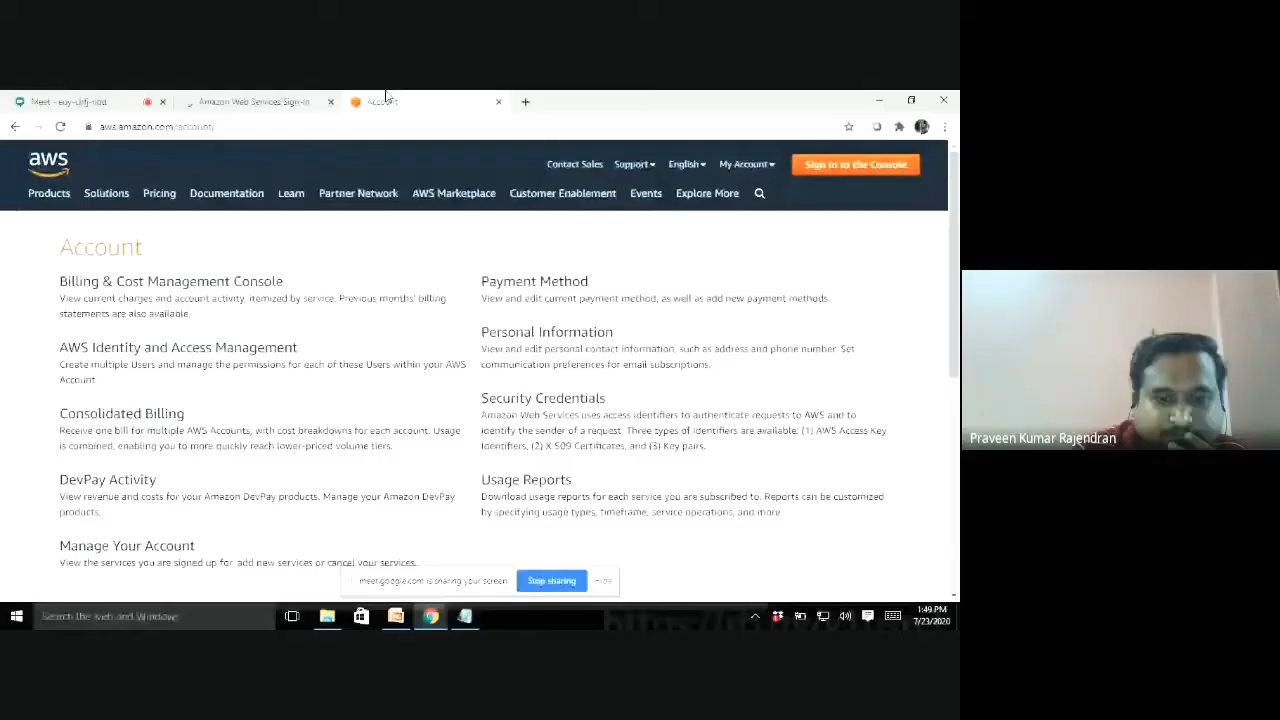 Meet - eoy-
Amazon Web Services Sign-In
Account
aws.amazon.com/account/
aws
Contact Sales
Support
English
My Account
Sign In to the Console
Products
Solutions
Pricing
Documentation
Learn
Partner Network
AWS Marketplace
Customer Enablement
Events
Explore More
Account
Billing & Cost Management Console
View current charges and account activity, itemized by service. Previous months' billing
statements are also available.
AWS Identity and Access Management
Create multiple Users and manage the permissions for each of these Users within your AWS
Account
Consolidated Billing
Receive one bill for multiple AWS Accounts, with cost breakdowns for each account. Usage
is combined, enabling you to more quickly reach lower-priced volume tiers.
DevPay Activity
View revenue and costs for your Amazon DevPay products. Manage your Amazon DevPay
products.
Manage Your Account
View the services you are signed up for, add new services or cancel your services.
Payment Method
View and edit current payment method, as well as add new payment methods.
Personal Information
View and edit personal contact information, such as address and phone number. Set
communication preferences for email subscriptions.
Security Credentials
Amazon Web Services uses access identifiers to authenticate requests to AWS and to
identify the sender of a request. Three types of identifiers are available: (1) AWS Access Key
Identifiers, (2) X.509 Certificates, and (3) Key pairs.
Usage Reports
Download usage reports for each service you are subscribed to. Reports can be customized
by specifying usage types, timeframe, service operations, and more
meet.google.com is sharing your screen.
Stop sharing
Hide
Search the web and Windows
1:49 PM
7/23/2020
Praveen Kumar Rajendran